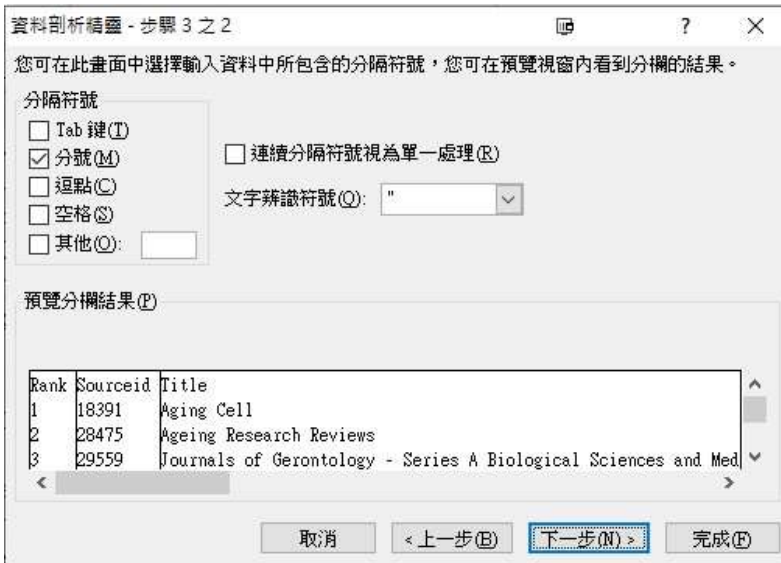 資料剖析精靈 - 步驟 3 之 2
您可在此畫面中選擇輸入資料中所包含的分隔符號，您可在預覽視窗內看到分欄的結果。
分隔符號
Tab 鍵(T)
分號(M)
逗點(C)
空格(S)
其他(O):
連續分隔符號視為單一處理(R)
文字辨識符號(Q): "
預覽分欄結果(P)
Rank Sourceid Title
1 18391 Aging Cell
2 28475 Ageing Research Reviews
3 29559 Journals of Gerontology - Series A Biological Sciences and Med
取消 <上一步(B) 下一步(N)> 完成(F)